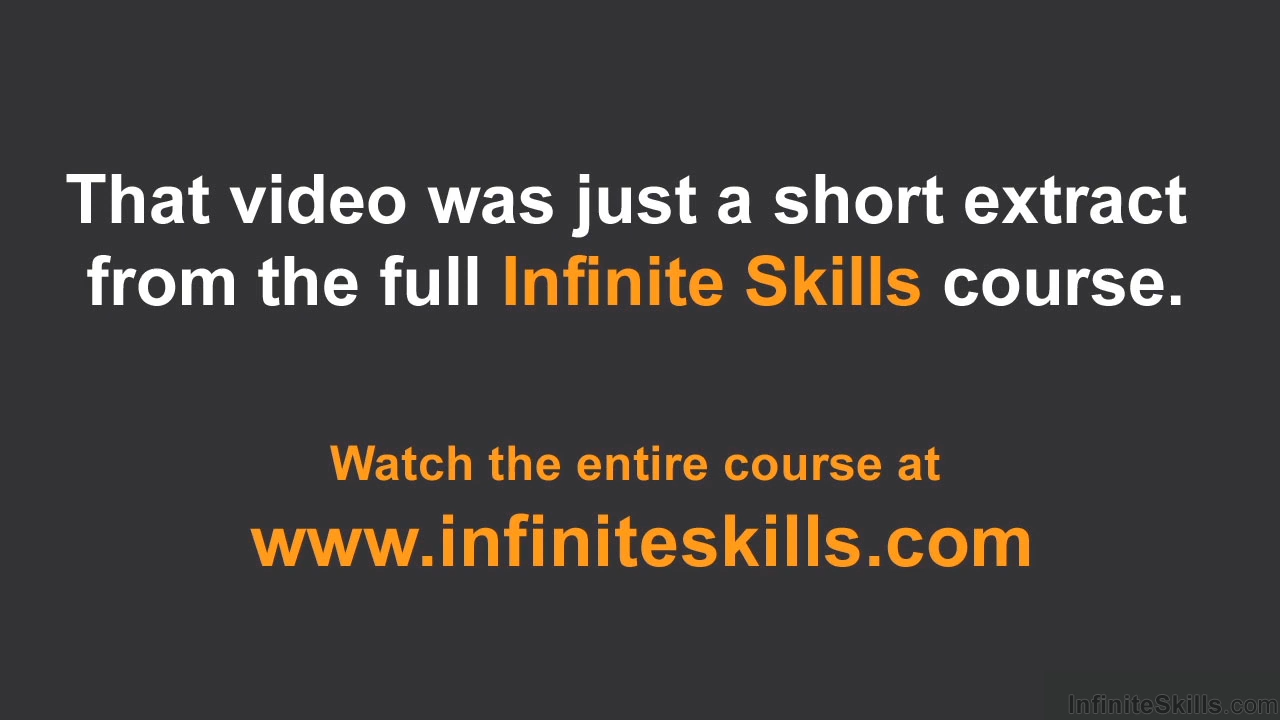 That video was just a short extract
from the full Infinite Skills course.
Watch the entire course at
www.infiniteskills.com
InfiniteSkills.com